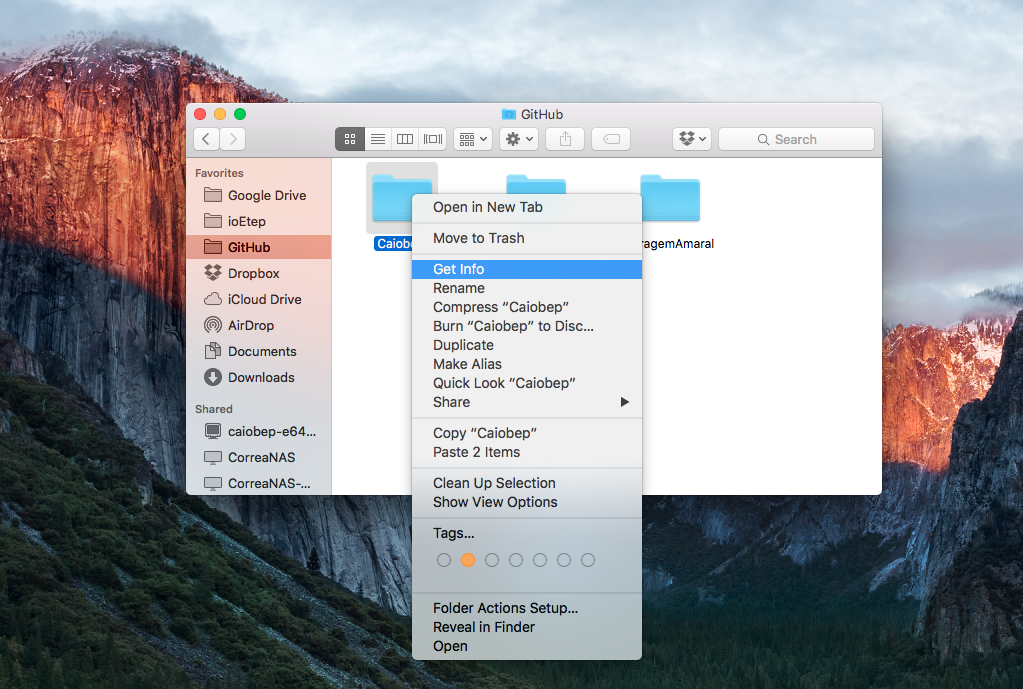 GitHub
Search
Favorites
Google Drive
ioEtep
GitHub
Dropbox
iCloud Drive
AirDrop
Documents
Downloads
Shared
caiobep-e64...
CorreaNAS
CorreaNAS-...
Caiobe
ragemAmaral
Open in New Tab
Move to Trash
Get Info
Rename
Compress “Caiobep”
Burn “Caiobep” to Disc...
Duplicate
Make Alias
Quick Look “Caiobep”
Share
Copy “Caiobep”
Paste 2 Items
Clean Up Selection
Show View Options
Tags...
Folder Actions Setup...
Reveal in Finder
Open